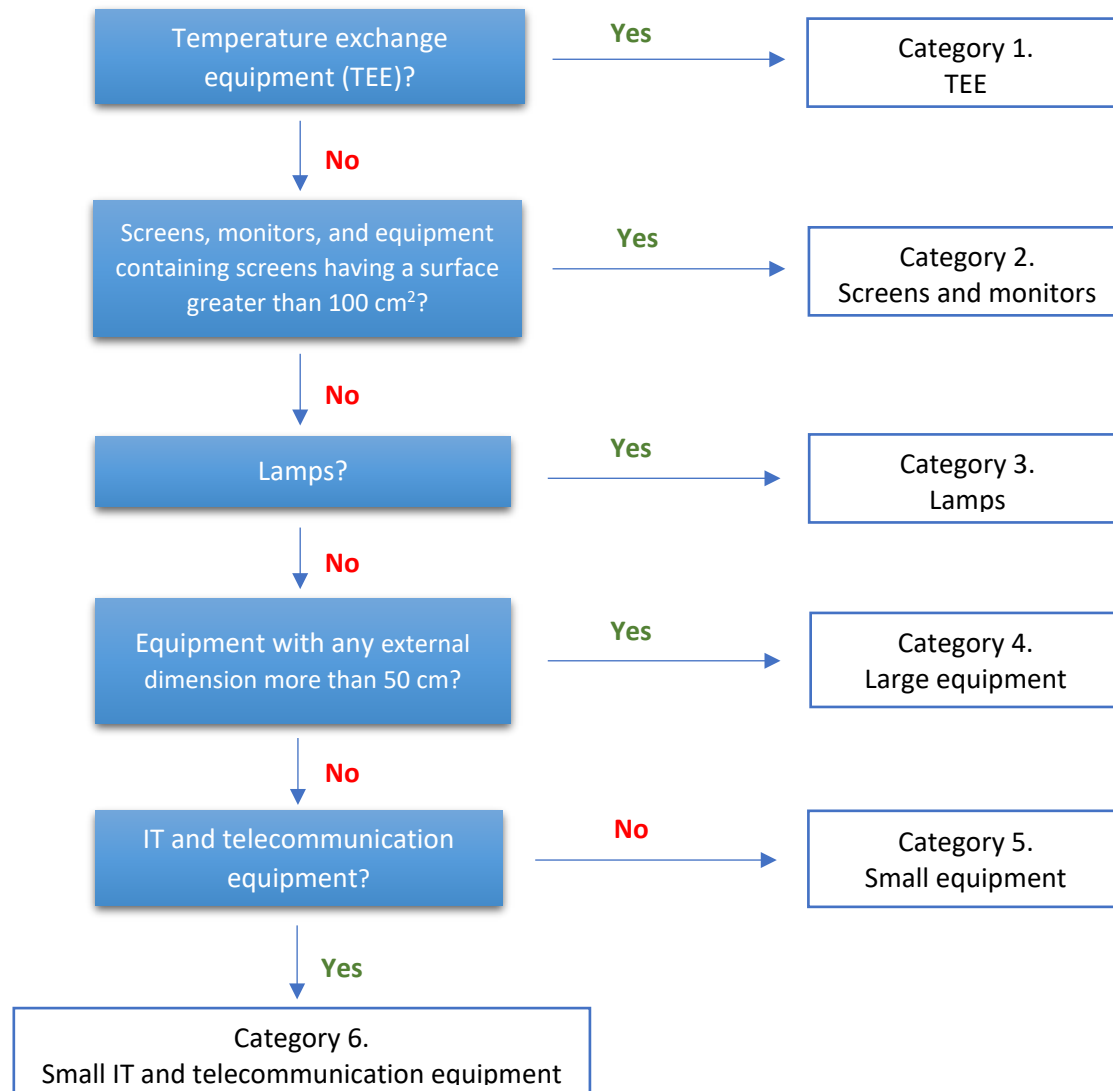 Temperature exchange
equipment (TEE)?
Yes
Category 1.
TEE
No
Screens, monitors, and equipment
containing screens having a surface
greater than 100 cm²?
Yes
Category 2.
Screens and monitors
No
Lamps?
Yes
Category 3.
Lamps
No
Equipment with any external
dimension more than 50 cm?
Yes
Category 4.
Large equipment
No
IT and telecommunication
equipment?
No
Category 5.
Small equipment
Yes
Category 6.
Small IT and telecommunication equipment